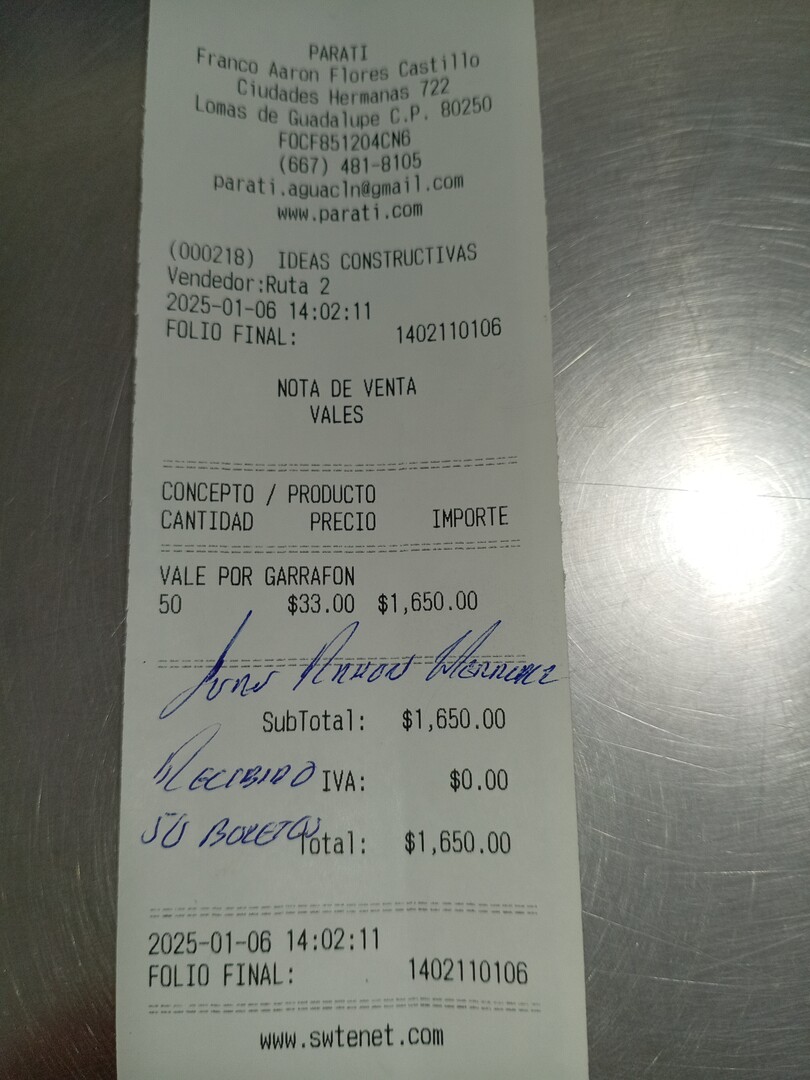 PARATI
Franco Aaron Flores Castillo
Ciudades Hermanas 722
Lomas de Guadalupe C.P. 80250
FOCF851204CN6
(667) 481-8105
parati.aguacln@gmail.com
www.parati.com
(000218) IDEAS CONSTRUCTIVAS
Vendedor:Ruta 2
2025-01-06 14:02:11
FOLIO FINAL: 1402110106
NOTA DE VENTA
VALES
CONCEPTO / PRODUCTO
CANTIDAD PRECIO IMPORTE
VALE POR GARRAFON
50 $33.00 $1,650.00
Juan Ramon
SubTotal: $1,650.00
RECIBIDO IVA: $0.00
50 BOLETOS Total: $1,650.00
2025-01-06 14:02:11
FOLIO FINAL: 1402110106
www.swtenet.com